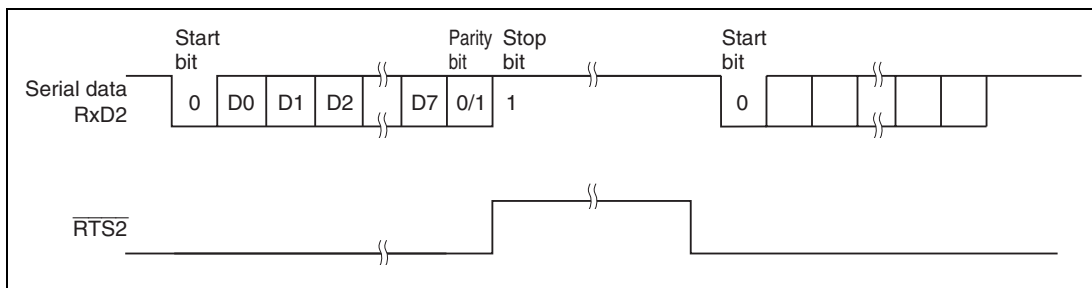 Start bit
Parity bit
Stop bit
Start bit
Serial data RxD2
0 D0 D1 D2 D7 0/1 1 0
RTS2